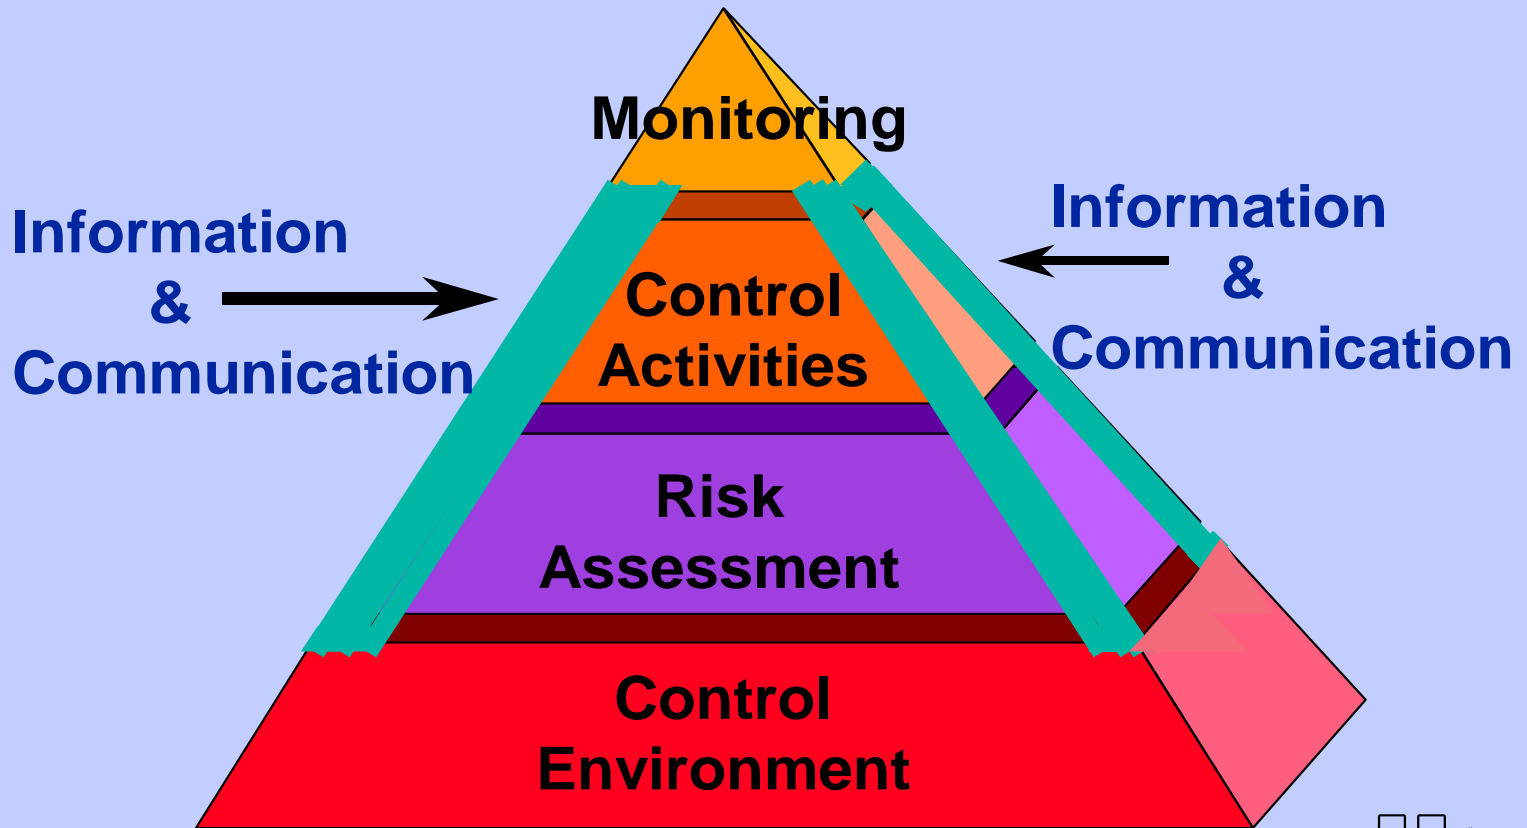 Monitoring
Information
&
Communication
Information
&
Communication
Control
Activities
Risk
Assessment
Control
Environment